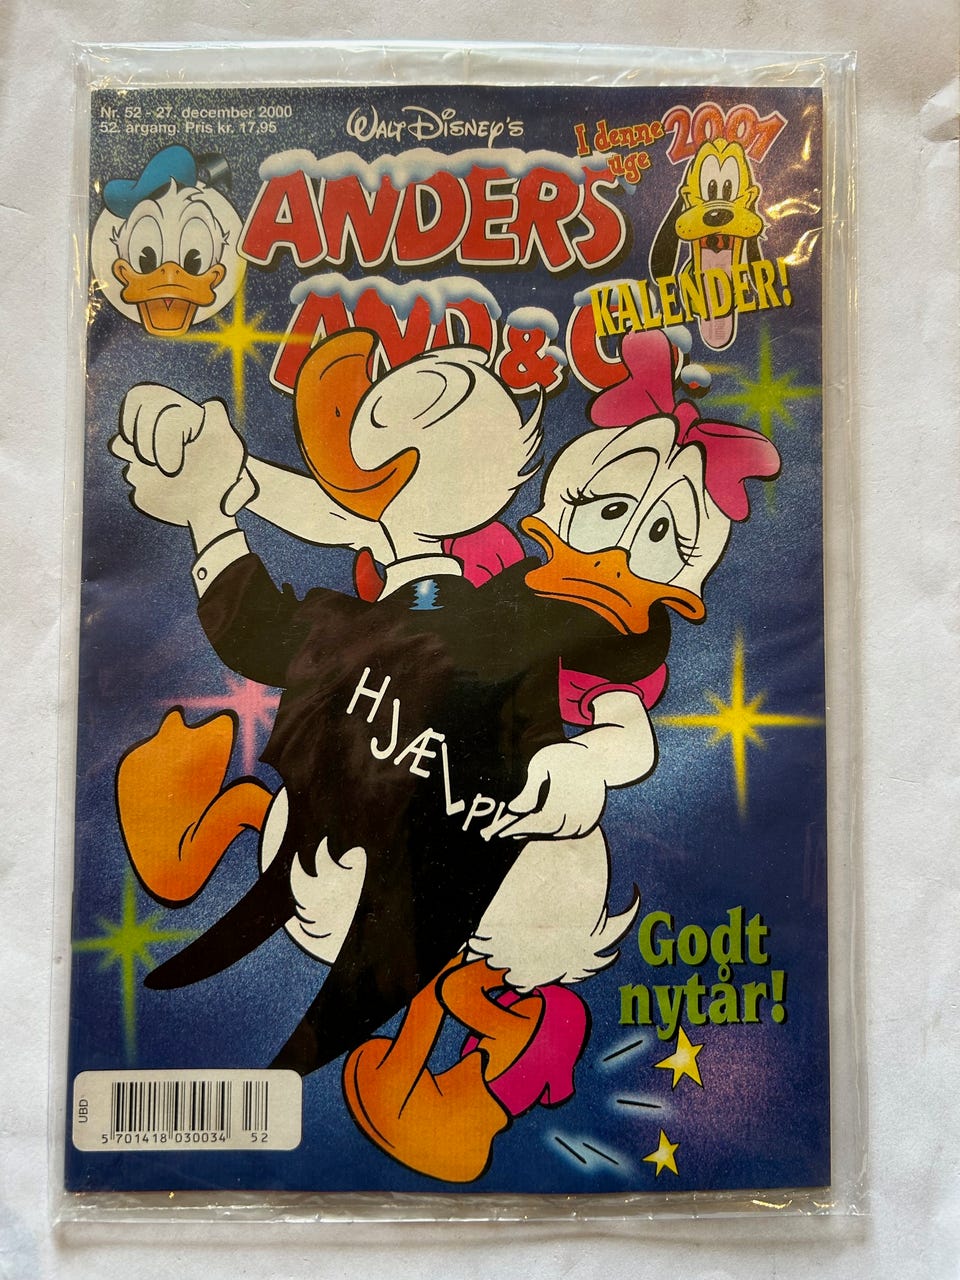 Nr. 52 - 27. december 2000
52. årgang. Pris kr. 17,95
WALT DISNEY'S
I denne
uge
2001
KALENDER!
ANDERS
AND & CO.
HJÆLP
Godt
nytår!
UBD
5 701418 030034 52